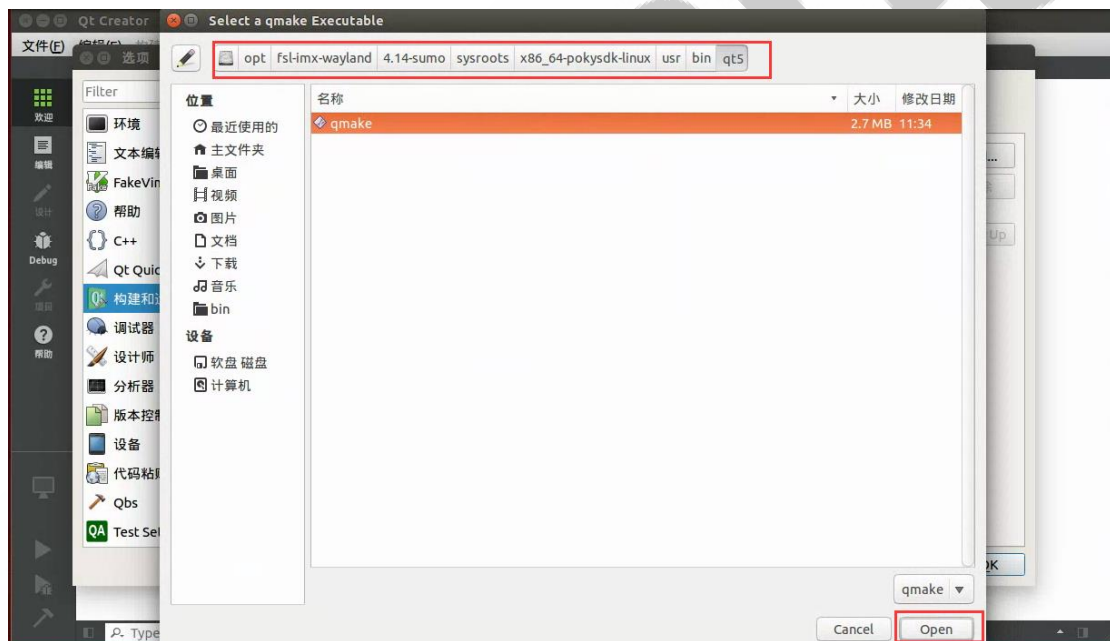 Qt Creator
Select a qmake Executable
文件(F)
选项
opt fsl-imx-wayland 4.14-sumo sysroots x86_64-pokysdk-linux usr bin qt5
Filter
位置
名称
大小
修改日期
欢迎
环境
最近使用的
qmake
2.7 MB 11:34
编辑
文本编辑
主文件夹
...
FakeVim
桌面
视频
设计
帮助
图片
Up
C++
文档
Debug
Qt Quic
下载
音乐
构建和运
bin
调试器
设备
帮助
设计师
软盘 磁盘
分析器
计算机
版本控制
设备
代码粘贴
Qbs
QA Test Set
OK
qmake
Type
Cancel
Open